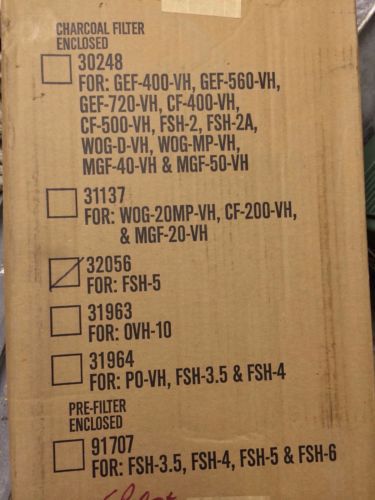 CHARCOAL FILTER
ENCLOSED
30248
FOR: GEF-400-VH, GEF-560-VH,
GEF-720-VH, CF-400-VH,
CF-500-VH, FSH-2, FSH-2A,
WOG-D-VH, WOG-MP-VH,
MGF-40-VH & MGF-50-VH
31137
FOR: WOG-20MP-VH, CF-200-VH,
& MGF-20-VH
32056
FOR: FSH-5
31963
FOR: OVH-10
31964
FOR: PO-VH, FSH-3.5 & FSH-4
PRE-FILTER
ENCLOSED
91707
FOR: FSH-3.5, FSH-4, FSH-5 & FSH-6